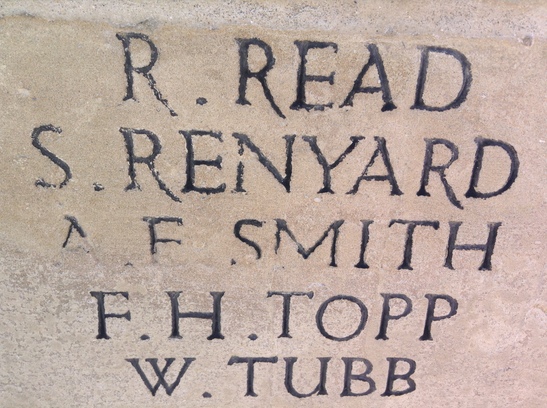 R. READ
S. RENYARD
A. F. SMITH
F. H. TOPP
W. TUBB